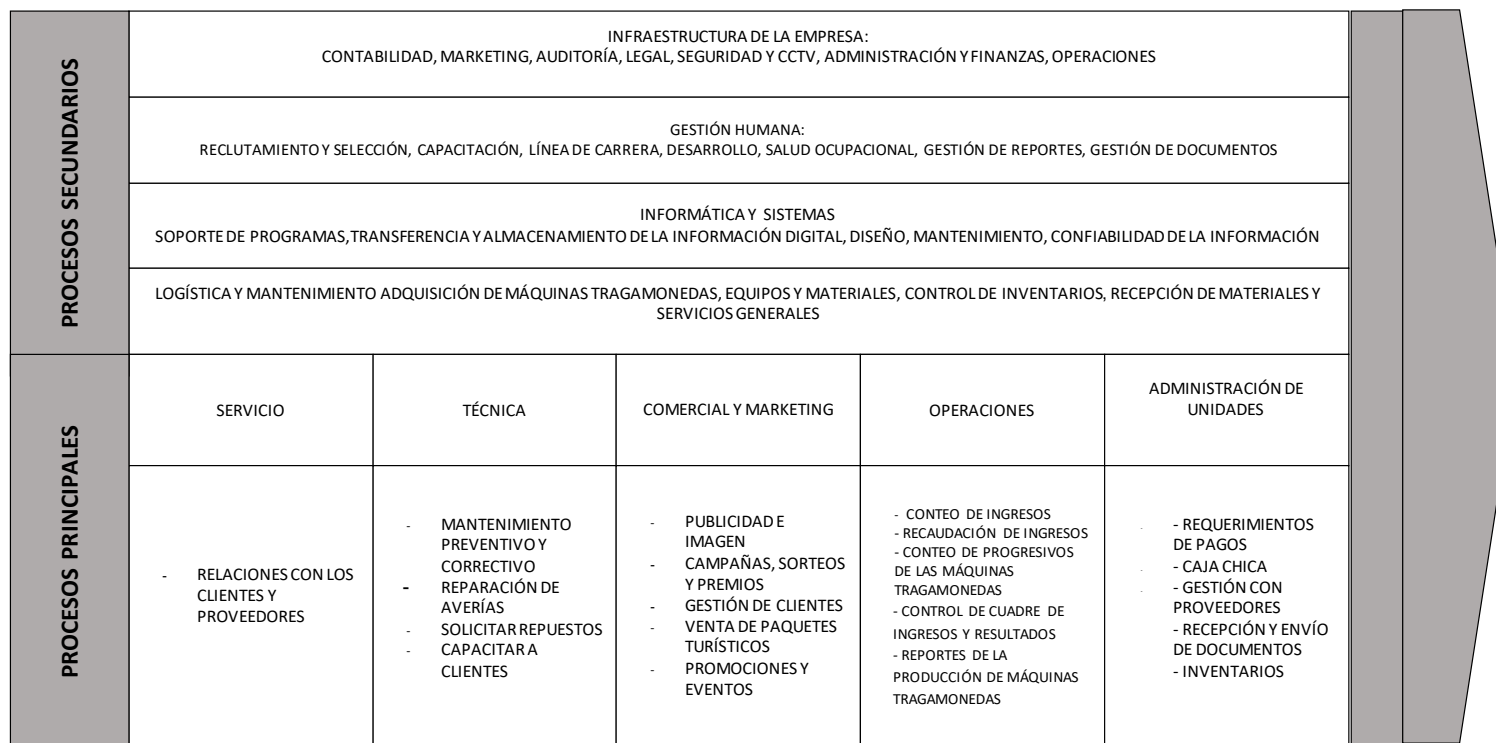 PROCESOS SECUNDARIOS
INFRAESTRUCTURA DE LA EMPRESA:
CONTABILIDAD, MARKETING, AUDITORÍA, LEGAL, SEGURIDAD Y CCTV, ADMINISTRACIÓN Y FINANZAS, OPERACIONES
GESTIÓN HUMANA:
RECLUTAMIENTO Y SELECCIÓN, CAPACITACIÓN, LÍNEA DE CARRERA, DESARROLLO, SALUD OCUPACIONAL, GESTIÓN DE REPORTES, GESTIÓN DE DOCUMENTOS
INFORMÁTICA Y SISTEMAS
SOPORTE DE PROGRAMAS, TRANSFERENCIA Y ALMACENAMIENTO DE LA INFORMACIÓN DIGITAL, DISEÑO, MANTENIMIENTO, CONFIABILIDAD DE LA INFORMACIÓN
LOGÍSTICA Y MANTENIMIENTO ADQUISICIÓN DE MÁQUINAS TRAGAMONEDAS, EQUIPOS Y MATERIALES, CONTROL DE INVENTARIOS, RECEPCIÓN DE MATERIALES Y
SERVICIOS GENERALES
PROCESOS PRINCIPALES
SERVICIO
TÉCNICA
COMERCIAL Y MARKETING
OPERACIONES
ADMINISTRACIÓN DE
UNIDADES
- RELACIONES CON LOS
CLIENTES Y
PROVEEDORES
- MANTENIMIENTO
PREVENTIVO Y
CORRECTIVO
- REPARACIÓN DE
AVERÍAS
- SOLICITAR REPUESTOS
- CAPACITAR A
CLIENTES
- PUBLICIDAD E
IMAGEN
- CAMPAÑAS, SORTEOS
Y PREMIOS
- GESTIÓN DE CLIENTES
- VENTA DE PAQUETES
TURÍSTICOS
- PROMOCIONES Y
EVENTOS
- CONTEO DE INGRESOS
- RECAUDACIÓN DE INGRESOS
- CONTEO DE PROGRESIVOS
DE LAS MÁQUINAS
TRAGAMONEDAS
- CONTROL DE CUADRE DE
INGRESOS Y RESULTADOS
- REPORTES DE LA
PRODUCCIÓN DE MÁQUINAS
TRAGAMONEDAS
- - REQUERIMIENTOS
DE PAGOS
- - CAJA CHICA
- - GESTIÓN CON
PROVEEDORES
- RECEPCIÓN Y ENVÍO
DE DOCUMENTOS
- INVENTARIOS